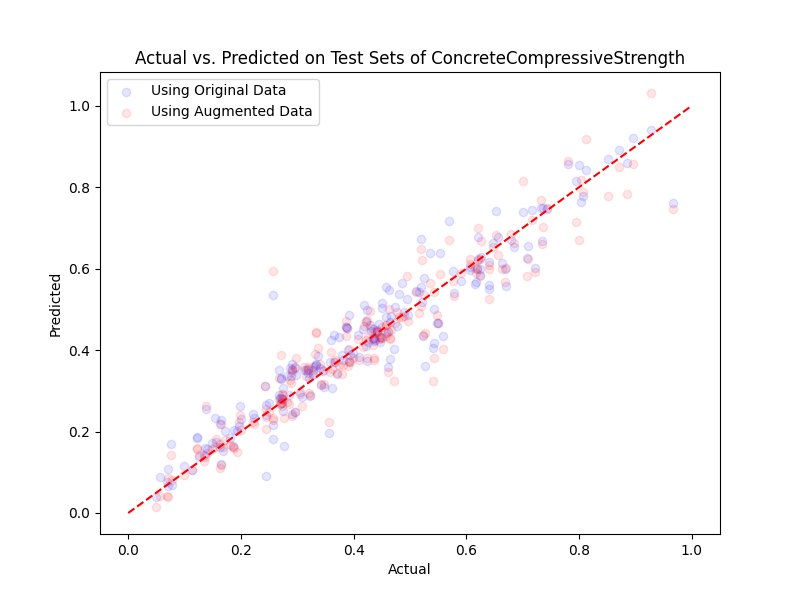 Actual vs. Predicted on Test Sets of ConcreteCompressiveStrength
Using Original Data
Using Augmented Data
1.0
0.8
0.6
0.4
0.2
0.0
Predicted
0.0 0.2 0.4 0.6 0.8 1.0
Actual